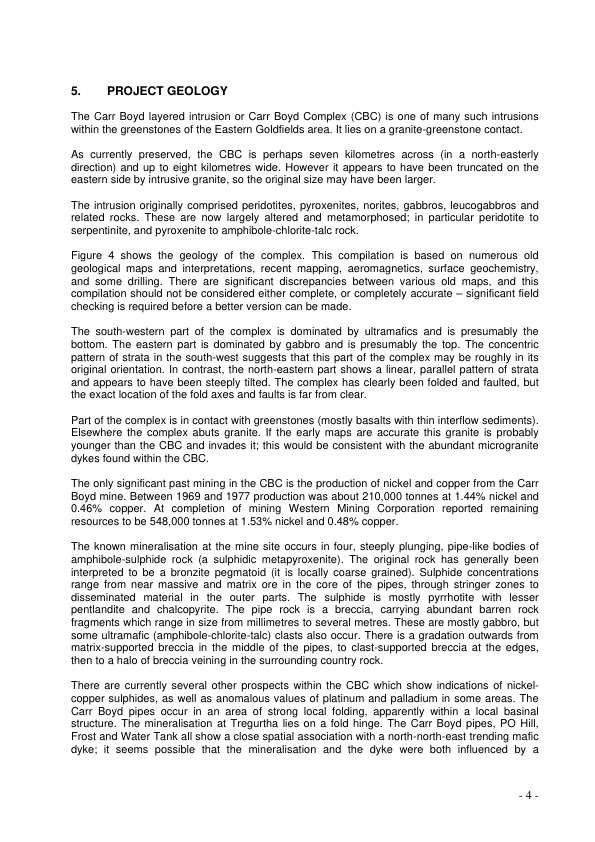 5. PROJECT GEOLOGY
The Carr Boyd layered intrusion or Carr Boyd Complex (CBC) is one of many such intrusions
within the greenstones of the Eastern Goldfields area. It lies on a granite-greenstone contact.
As currently preserved, the CBC is perhaps seven kilometres across (in a north-easterly
direction) and up to eight kilometres wide. However it appears to have been truncated on the
eastern side by intrusive granite, so the original size may have been larger.
The intrusion originally comprised peridotites, pyroxenites, norites, gabbros, leucogabbros and
related rocks. These are now largely altered and metamorphosed; in particular peridotite to
serpentinite, and pyroxenite to amphibole-chlorite-talc rock.
Figure 4 shows the geology of the complex. This compilation is based on numerous old
geological maps and interpretations, recent mapping, aeromagnetics, surface geochemistry,
and some drilling. There are significant discrepancies between various old maps, and this
compilation should not be considered either complete, or completely accurate – significant field
checking is required before a better version can be made.
The south-western part of the complex is dominated by ultramafics and is presumably the
bottom. The eastern part is dominated by gabbro and is presumably the top. The concentric
pattern of strata in the south-west suggests that this part of the complex may be roughly in its
original orientation. In contrast, the north-eastern part shows a linear, parallel pattern of strata
and appears to have been steeply tilted. The complex has clearly been folded and faulted, but
the exact location of the fold axes and faults is far from clear.
Part of the complex is in contact with greenstones (mostly basalts with thin interflow sediments).
Elsewhere the complex abuts granite. If the early maps are accurate this granite is probably
younger than the CBC and invades it; this would be consistent with the abundant microgranite
dykes found within the CBC.
The only significant past mining in the CBC is the production of nickel and copper from the Carr
Boyd mine. Between 1969 and 1977 production was about 210,000 tonnes at 1.44% nickel and
0.46% copper. At completion of mining Western Mining Corporation reported remaining
resources to be 548,000 tonnes at 1.53% nickel and 0.48% copper.
The known mineralisation at the mine site occurs in four, steeply plunging, pipe-like bodies of
amphibole-sulphide rock (a sulphidic metapyroxenite). The original rock has generally been
interpreted to be a bronzite pegmatoid (it is locally coarse grained). Sulphide concentrations
range from near massive and matrix ore in the core of the pipes, through stringer zones to
disseminated material in the outer parts. The sulphide is mostly pyrrhotite with lesser
pentlandite and chalcopyrite. The pipe rock is a breccia, carrying abundant barren rock
fragments which range in size from millimetres to several metres. These are mostly gabbro, but
some ultramafic (amphibole-chlorite-talc) clasts also occur. There is a gradation outwards from
matrix-supported breccia in the middle of the pipes, to clast-supported breccia at the edges,
then to a halo of breccia veining in the surrounding country rock.
There are currently several other prospects within the CBC which show indications of nickel-
copper sulphides, as well as anomalous values of platinum and palladium in some areas. The
Carr Boyd pipes occur in an area of strong local folding, apparently within a local basinal
structure. The mineralisation at Tregurtha lies on a fold hinge. The Carr Boyd pipes, PO Hill,
Frost and Water Tank all show a close spatial association with a north-north-east trending mafic
dyke; it seems possible that the mineralisation and the dyke were both influenced by a
- 4 -